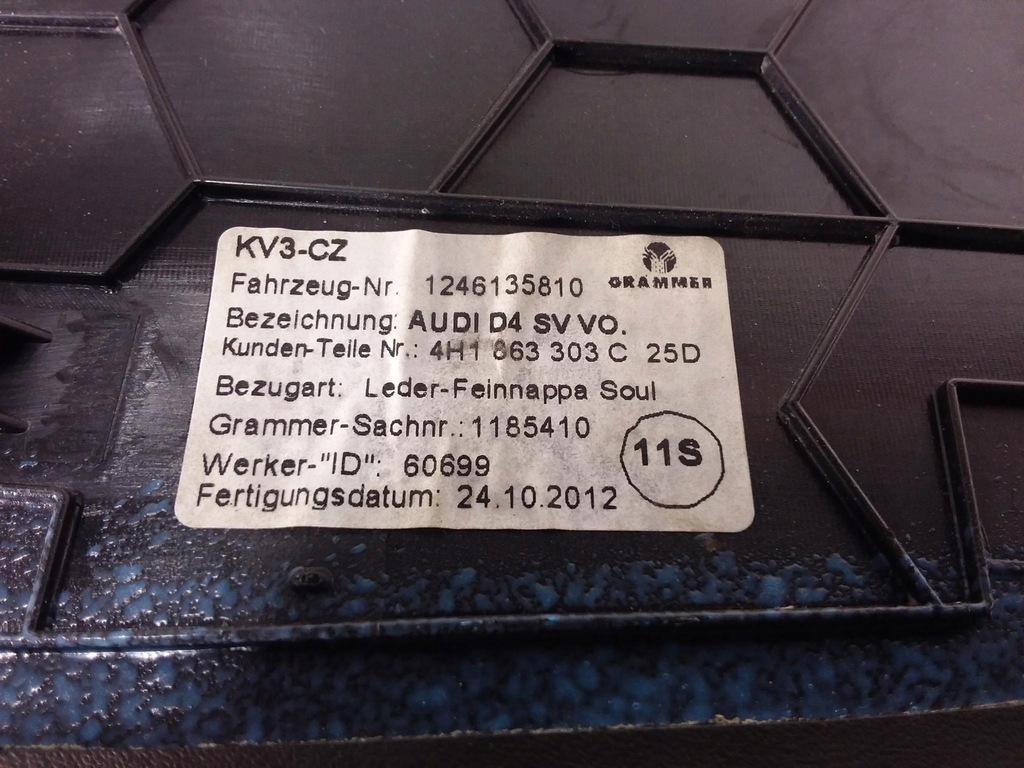 KV3-CZ
GRAMMER
Fahrzeug-Nr. 1246135810
Bezeichnung: AUDI D4 SV VO.
Kunden-Teile Nr.: 4H1 863 303 C 25D
Bezugart: Leder-Feinnappa Soul
Grammer-Sachnr.: 1185410
11S
Werker-"ID": 60699
Fertigungsdatum: 24.10.2012